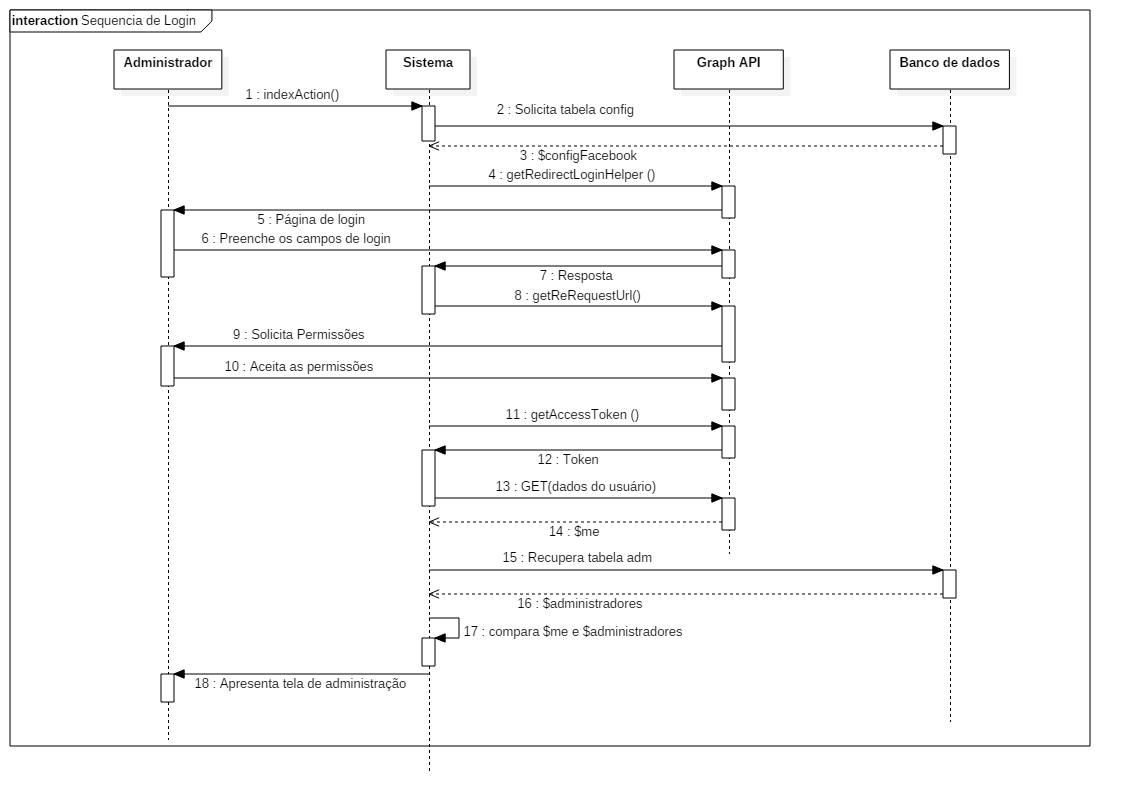 interaction Sequencia de Login
Administrador
Sistema
Graph API
Banco de dados
1 : indexAction()
2 : Solicita tabela config
3 : $configFacebook
4 : getRedirectLoginHelper ()
5 : Página de login
6 : Preenche os campos de login
7 : Resposta
8 : getReRequestUrl()
9 : Solicita Permissões
10 : Aceita as permissões
11 : getAccessToken ()
12 : Token
13 : GET(dados do usuário)
14 : $me
15 : Recupera tabela adm
16 : $administradores
17 : compara $me e $administradores
18 : Apresenta tela de administração